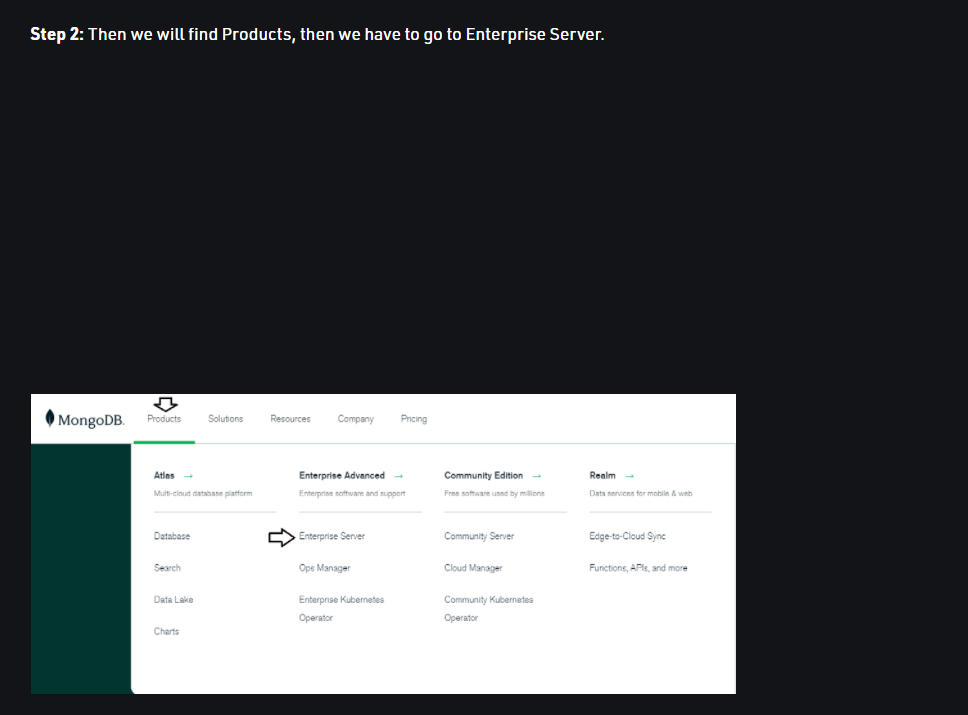 Step 2: Then we will find Products, then we have to go to Enterprise Server.
MongoDB.
Products
Solutions
Resources
Company
Pricing
Atlas →
Multi-cloud database platform
Database
Search
Data Lake
Charts
Enterprise Advanced →
Enterprise software and support
Enterprise Server
Ops Manager
Enterprise Kubernetes
Operator
Community Edition →
Free software used by millions
Community Server
Cloud Manager
Community Kubernetes
Operator
Realm →
Data services for mobile & web
Edge-to-Cloud Sync
Functions, APIs, and more